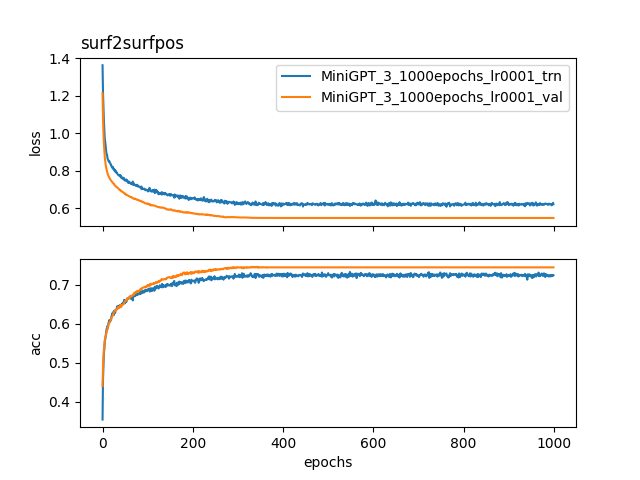 surf2surfpos
1.4
1.2
1.0
0.8
0.6
loss
MiniGPT_3_1000epochs_lr0001_trn
MiniGPT_3_1000epochs_lr0001_val
0.7
0.6
0.5
0.4
acc
0 200 400 600 800 1000
epochs